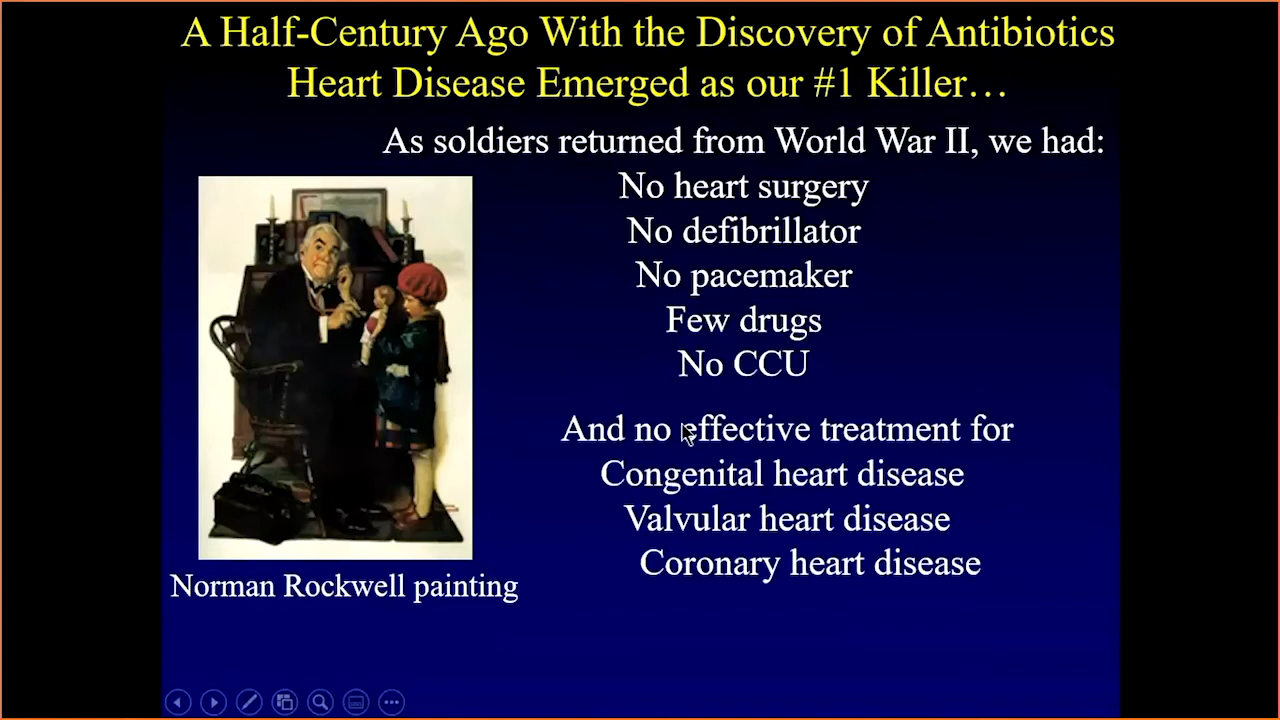 A Half-Century Ago With the Discovery of Antibiotics
Heart Disease Emerged as our #1 Killer…
As soldiers returned from World War II, we had:
No heart surgery
No defibrillator
No pacemaker
Few drugs
No CCU
And no effective treatment for
Congenital heart disease
Valvular heart disease
Coronary heart disease
Norman Rockwell painting